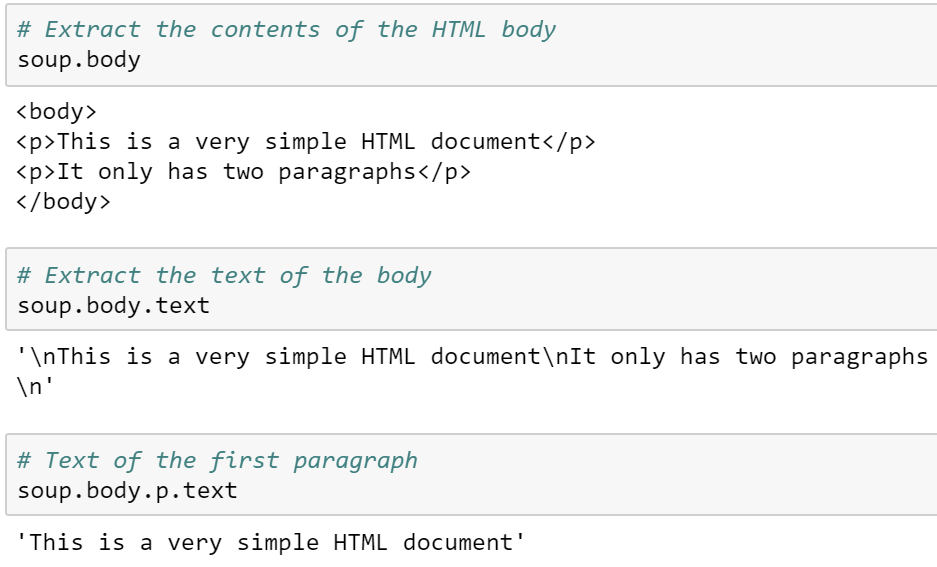 # Extract the contents of the HTML body
soup.body
<body>
<p>This is a very simple HTML document</p>
<p>It only has two paragraphs</p>
</body>
# Extract the text of the body
soup.body.text
'\nThis is a very simple HTML document\nIt only has two paragraphs
\n'
# Text of the first paragraph
soup.body.p.text
'This is a very simple HTML document'